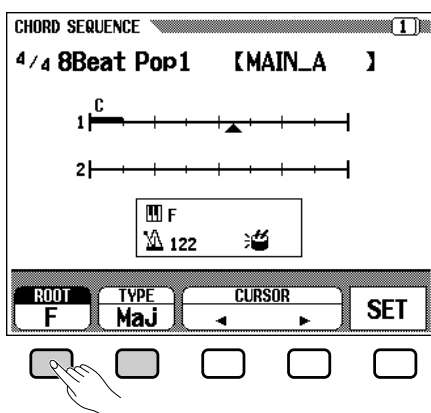 CHORD SEQUENCE 1
4/4 8Beat Pop1 【MAIN_A 】
C
1
2
F
122
ROOT TYPE CURSOR
F Maj ◄ ► SET